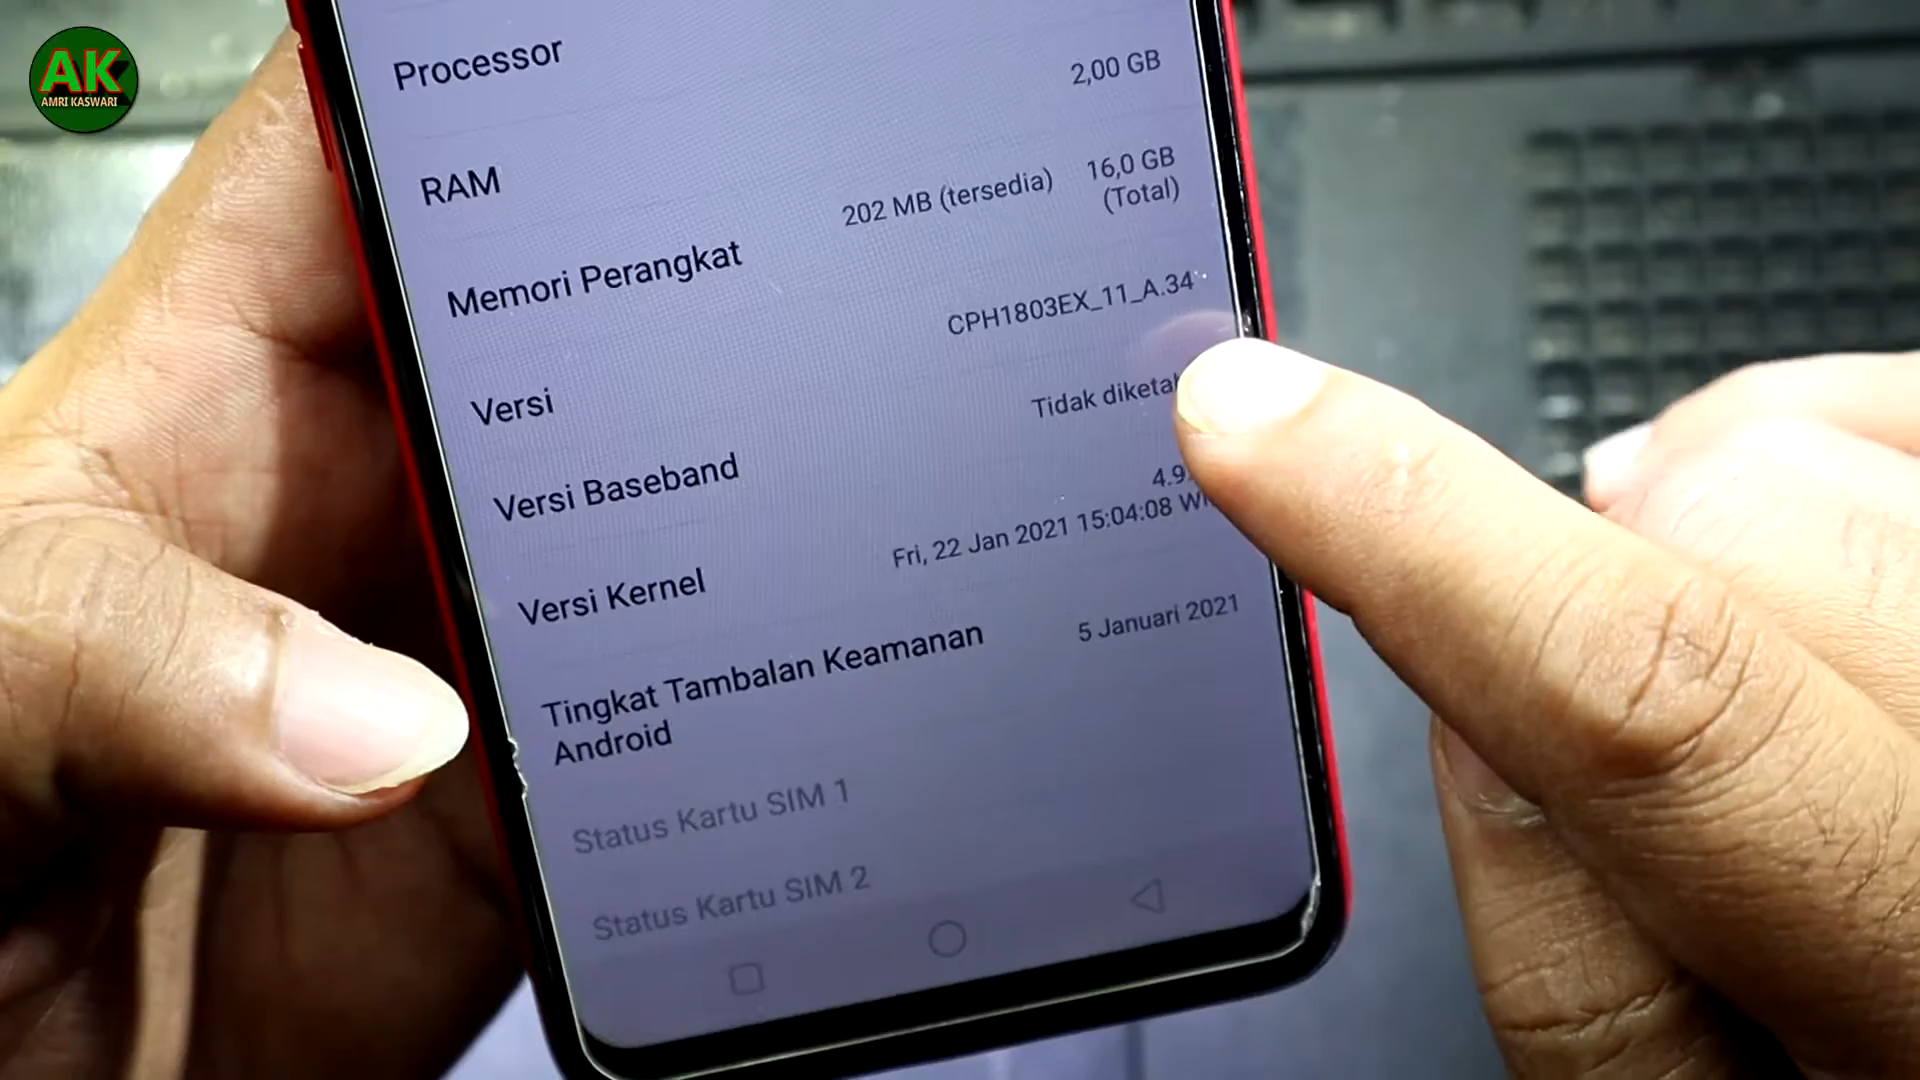 AK
AMRI KASWARI
Processor
2,00 GB
RAM
202 MB (tersedia)
16,0 GB
(Total)
Memori Perangkat
CPH1803EX_11_A.34
Versi
Tidak
Versi Baseband
4.9
Fri, 22 Jan 2021 15:04:08
Versi Kernel
5 Januari 2021
Tingkat Tambalan Keamanan
Android
Status Kartu SIM 1
Status Kartu SIM 2